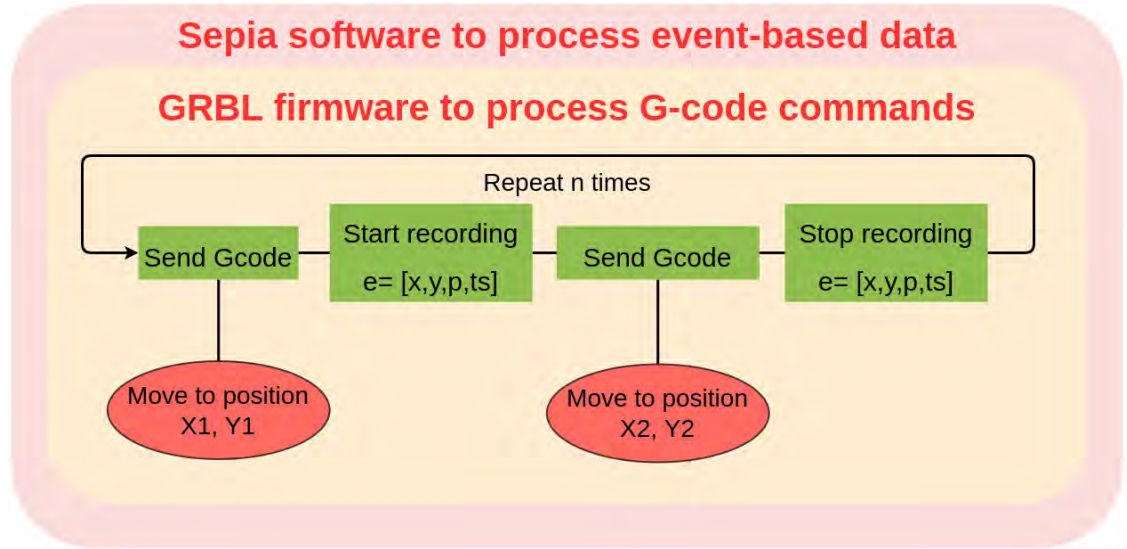 Sepia software to process event-based data
GRBL firmware to process G-code commands
Repeat n times
Send Gcode
Start recording
e= [x,y,p,ts]
Send Gcode
Stop recording
e= [x,y,p,ts]
Move to position
X1, Y1
Move to position
X2, Y2